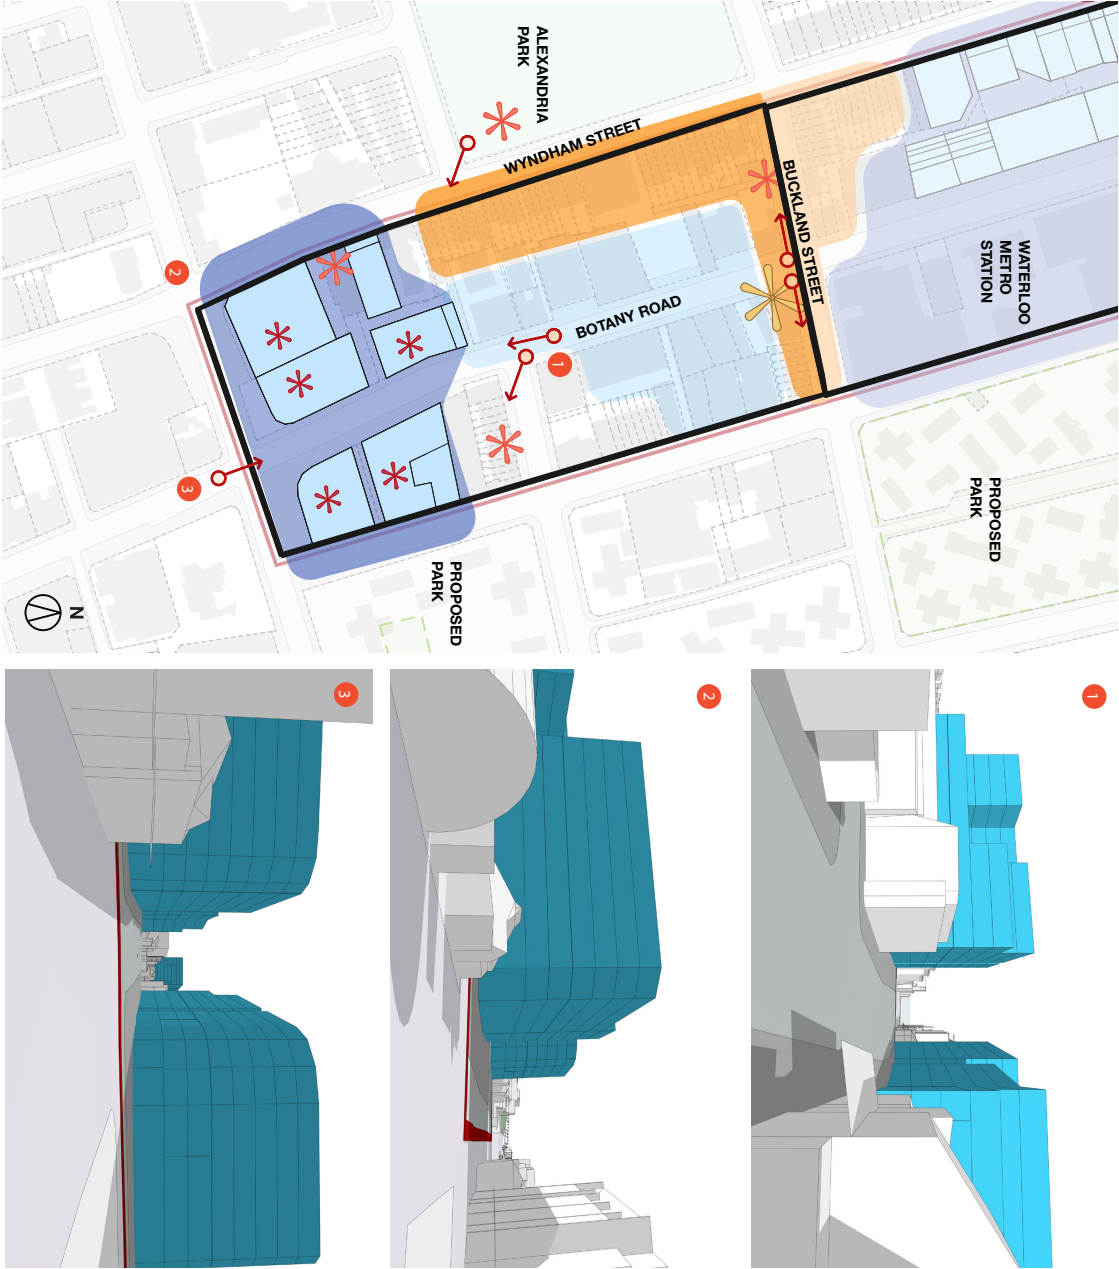 ALEXANDRIA
PARK
WYNDHAM STREET
BUCKLAND STREET
WATERLOO
METRO
STATION
BOTANY ROAD
2
1
3
PROPOSED
PARK
PROPOSED
PARK
N
3
2
1